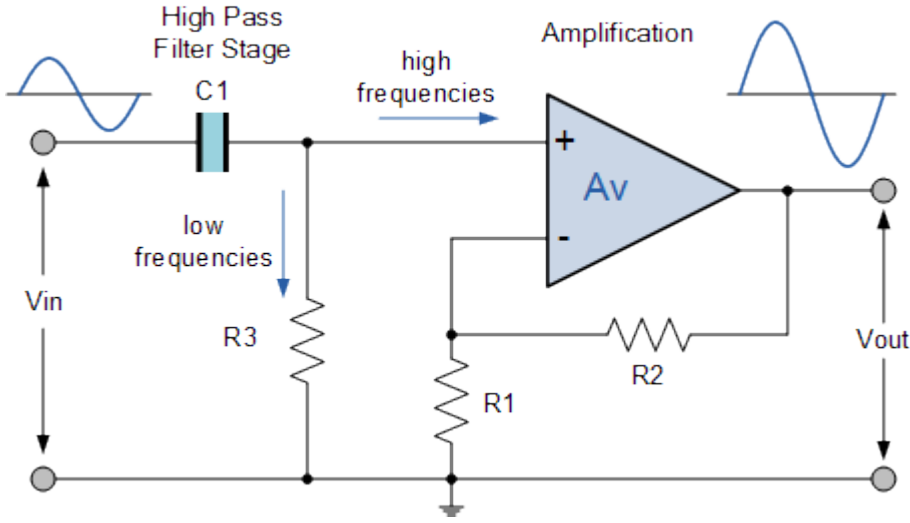 High Pass
Filter Stage
Amplification
C1
high
frequencies
+
Av
-
low
frequencies
Vin
R3
R1
R2
Vout